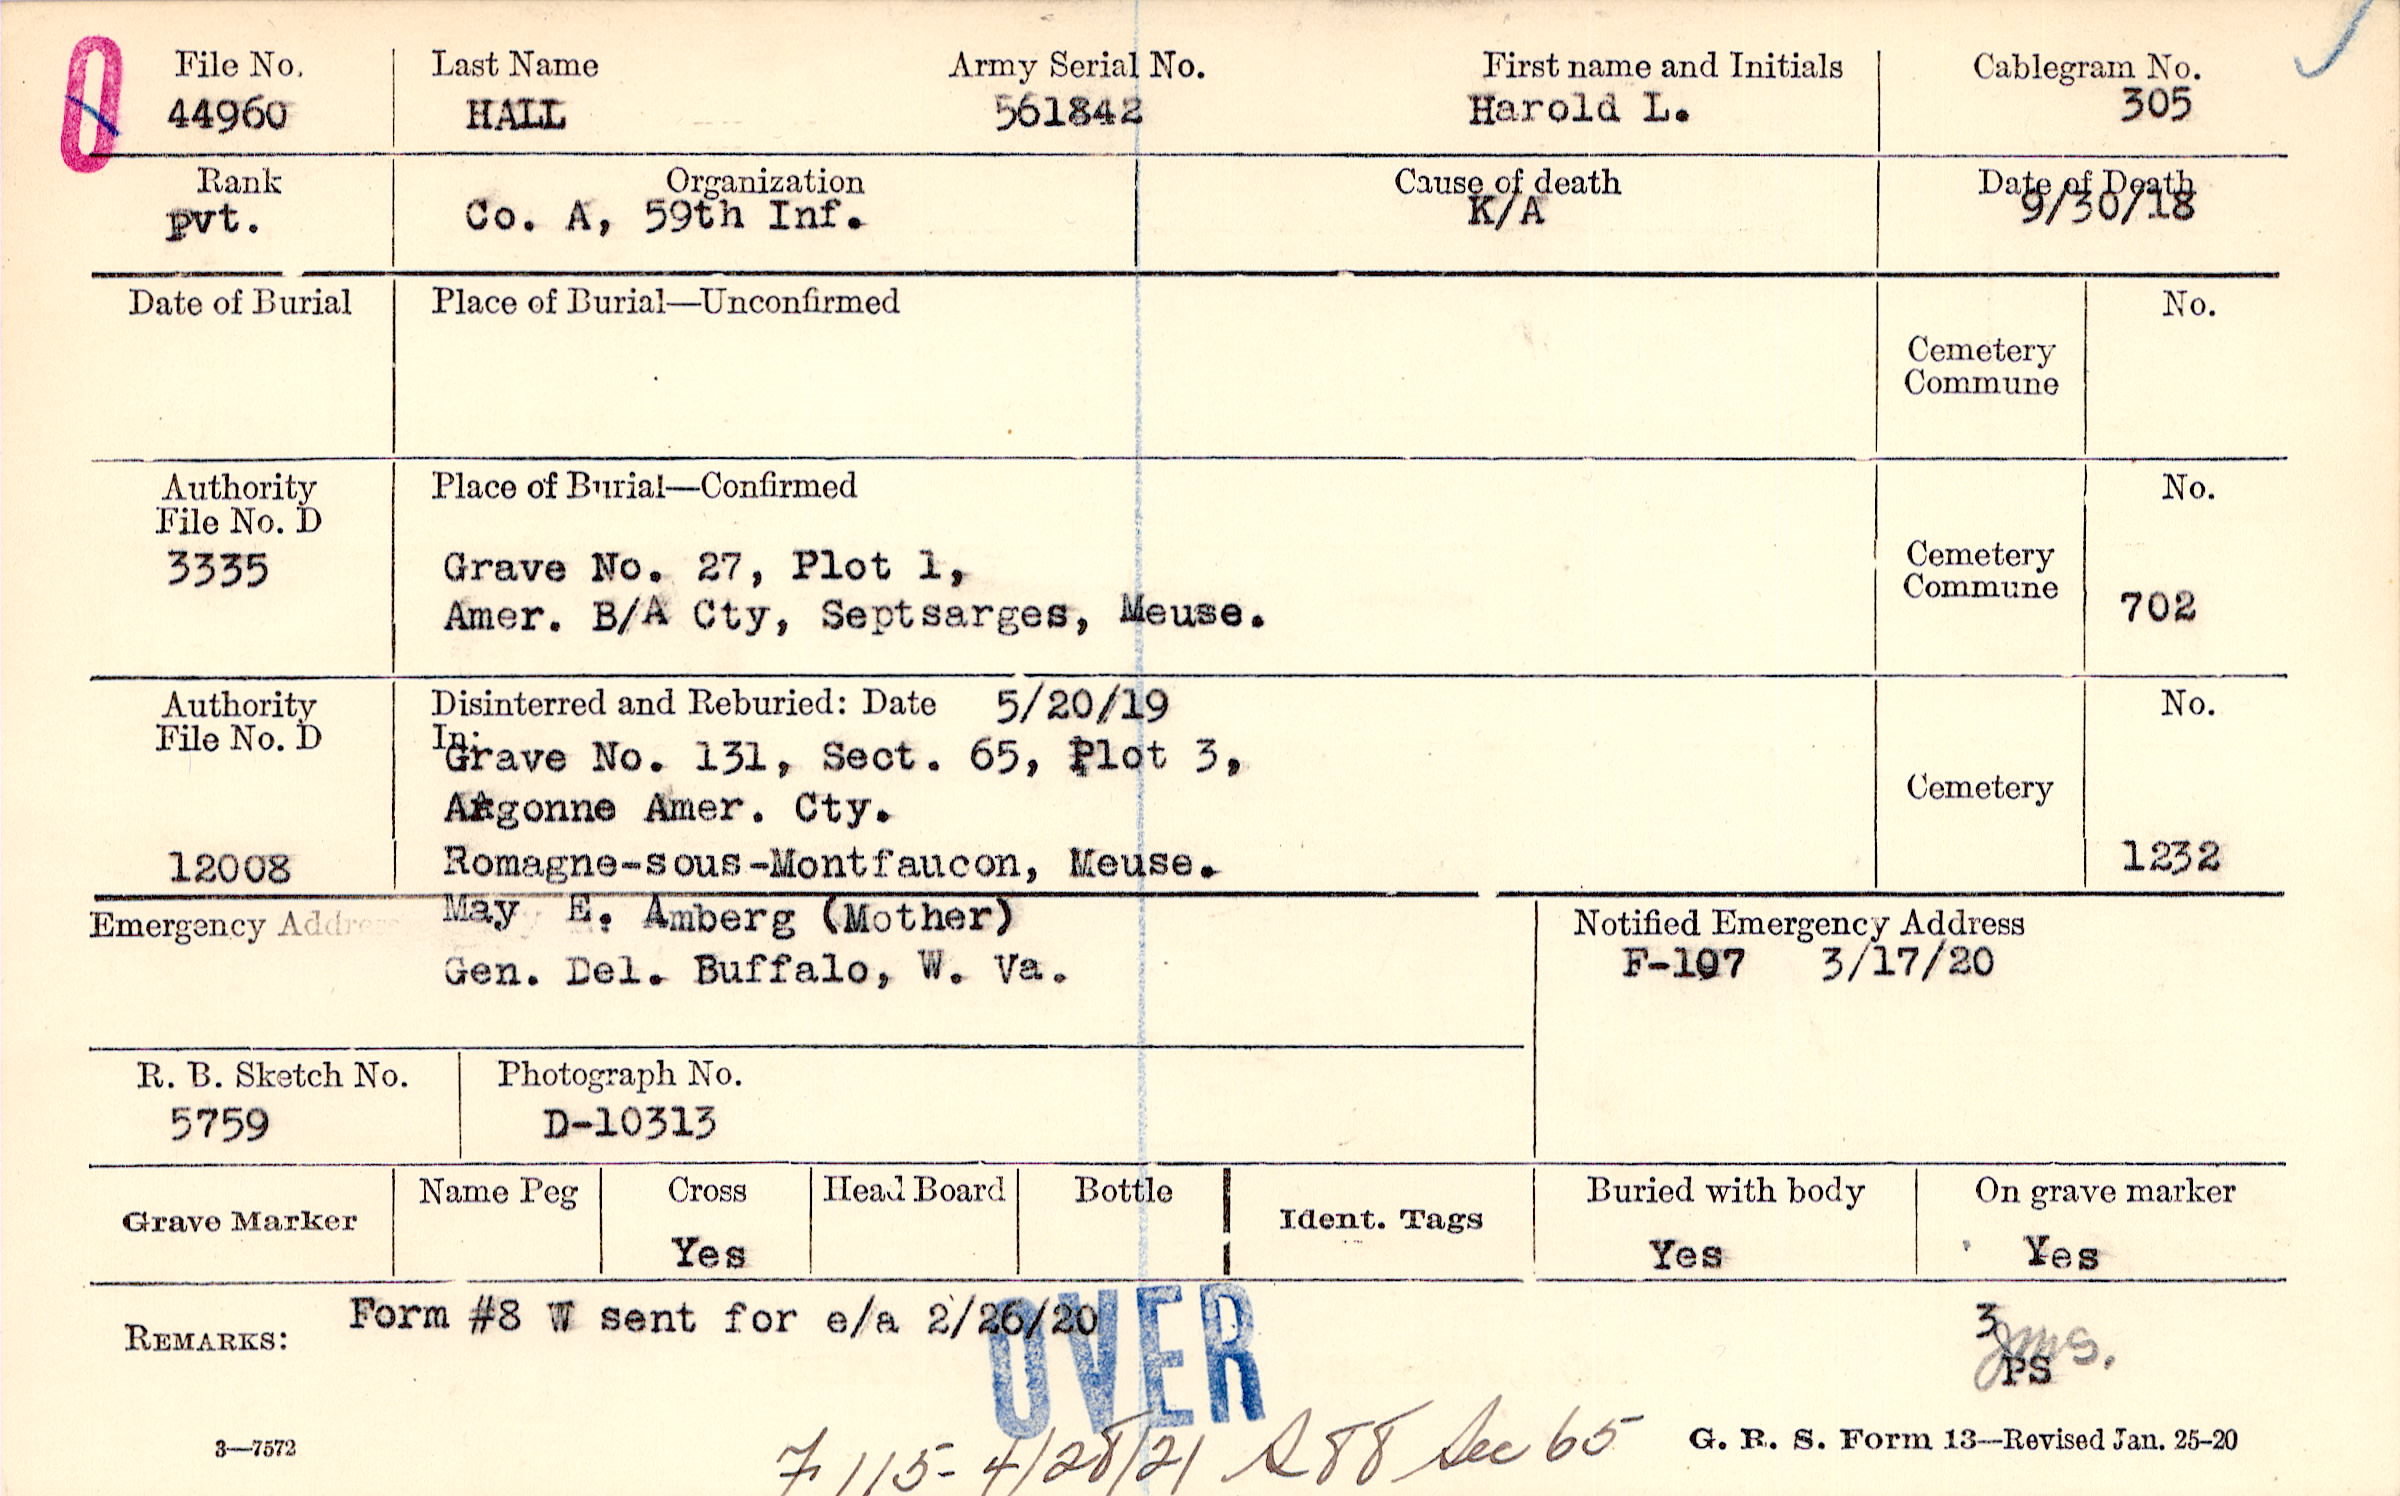 File No. Last Name Army Serial No. First name and Initials Cablegram No.
44960 HALL 561842 Harold L. 305
Rank Organization Cause of death Date of Death
pvt. Co. A, 59th Inf. K/A 9/30/18
Date of Burial Place of Burial—Unconfirmed No.
Cemetery
Commune
Authority Place of Burial—Confirmed No.
File No. D
3335 Grave No. 27, Plot 1, Cemetery
Commune 702
Amer. B/A Cty, Septsarges, Meuse.
Authority Disinterred and Reburied: Date 5/20/19 No.
File No. D In:
Grave No. 131, Sect. 65, Plot 3,
Argonne Amer. Cty. Cemetery
12008 Romagne-sous-Montfaucon, Meuse. 1232
Emergency Address May E. Amberg (Mother) Notified Emergency Address
Gen. Del. Buffalo, W. Va. F-107 3/17/20
R. B. Sketch No. Photograph No.
5759 D-10313
Grave Marker Name Peg Cross Head Board Bottle Ident. Tags Buried with body On grave marker
Yes Yes Yes
REMARKS: Form #8 W sent for e/a 2/26/20 3
OVER
PS
3—7572 G. R. S. Form 13—Revised Jan. 25-20
7 115- 4/28/21 S 88 Sec 65